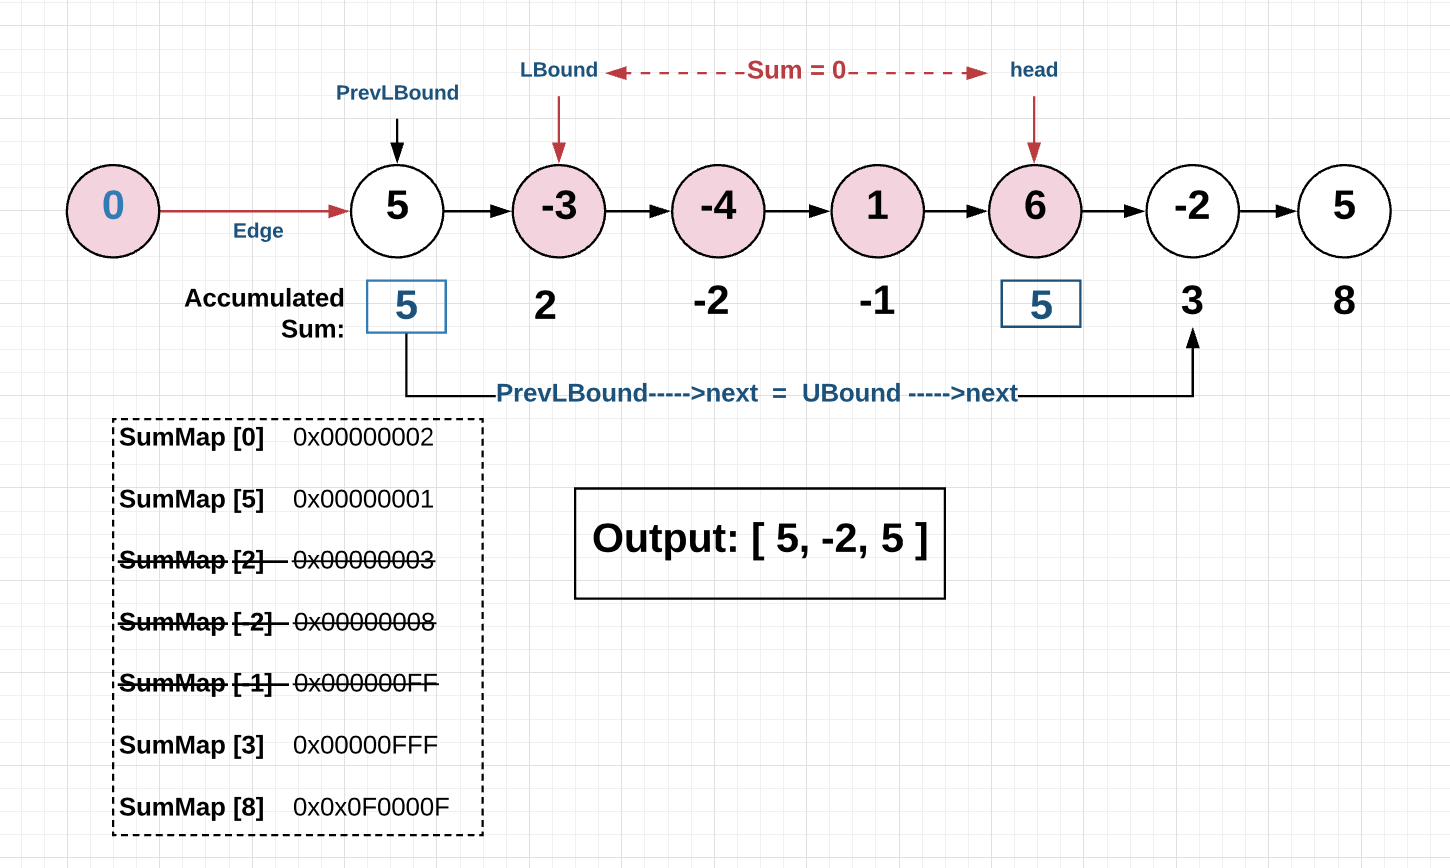 LBound Sum = 0 head
PrevLBound
0 5 -3 -4 1 6 -2 5
Edge
Accumulated
Sum:
5 2 -2 -1 5 3 8
PrevLBound----->next = UBound ----->next
SumMap [0] 0x00000002
SumMap [5] 0x00000001
SumMap [2] 0x00000003
SumMap [-2] 0x00000008
SumMap [-1] 0x000000FF
SumMap [3] 0x00000FFF
SumMap [8] 0x0x0F0000F
Output: [ 5, -2, 5 ]